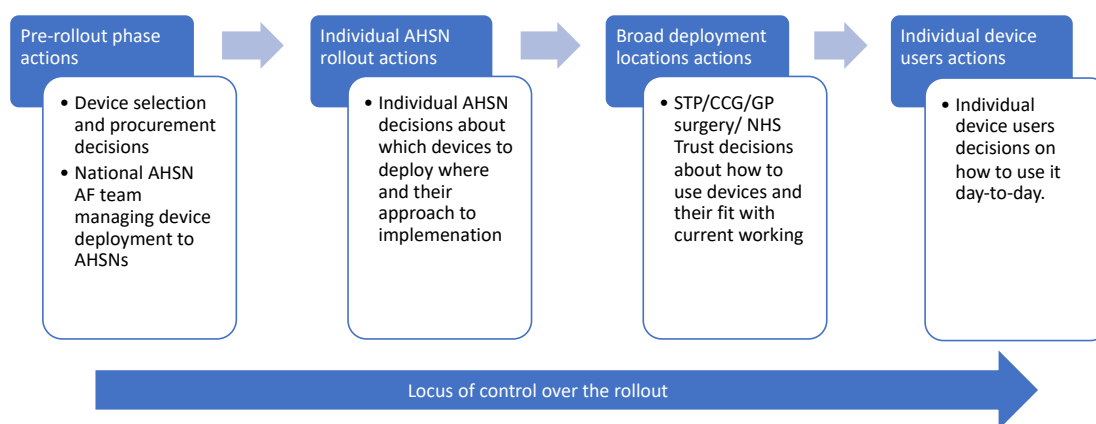 Pre-rollout phase
actions
• Device selection
and procurement
decisions
• National AHSN
AF team
managing device
deployment to
AHSNs
Individual AHSN
rollout actions
• Individual AHSN
decisions about
which devices to
deploy where and
their approach to
implemenation
Broad deployment
locations actions
• STP/CCG/GP
surgery/ NHS
Trust decisions
about how to
use devices and
their fit with
current working
Individual device
users actions
• Individual
device users
decisions on
how to use it
day-to-day.
Locus of control over the rollout